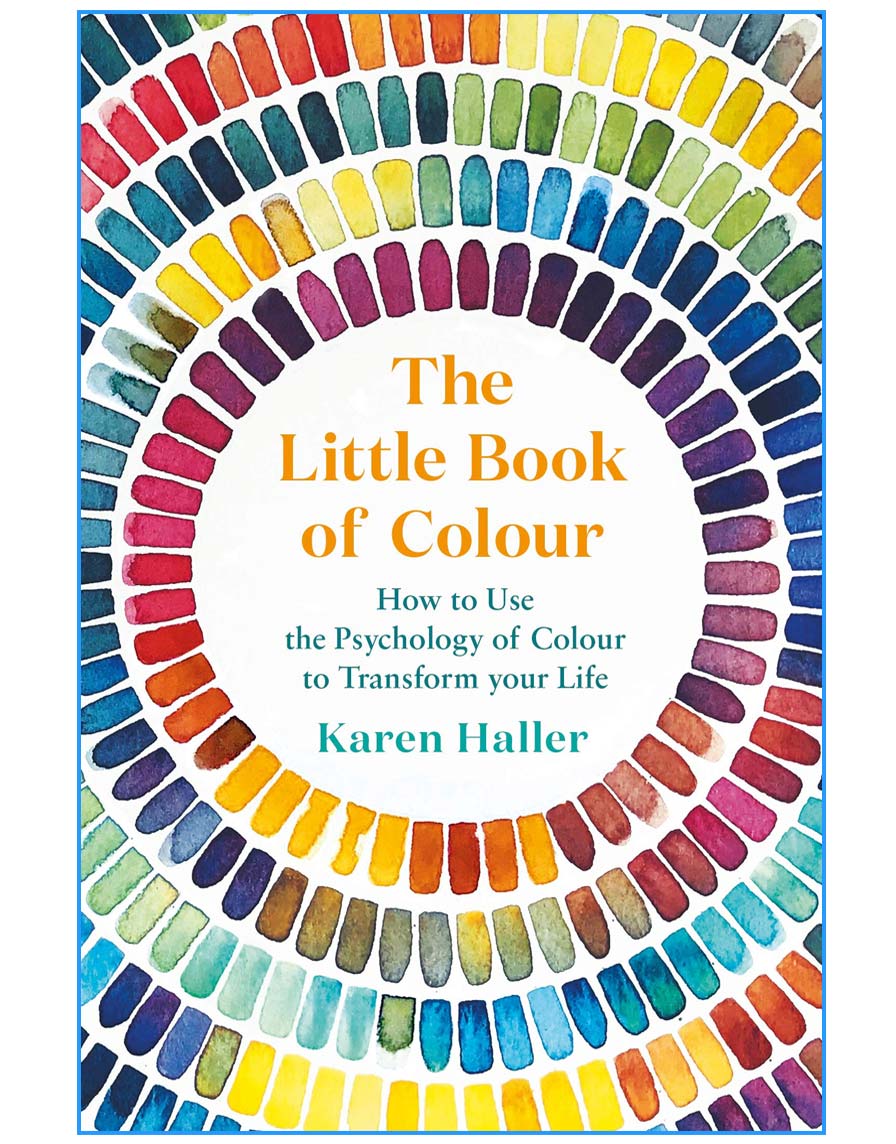 The
Little Book
of Colour
How to Use
the Psychology of Colour
to Transform your Life
Karen Haller